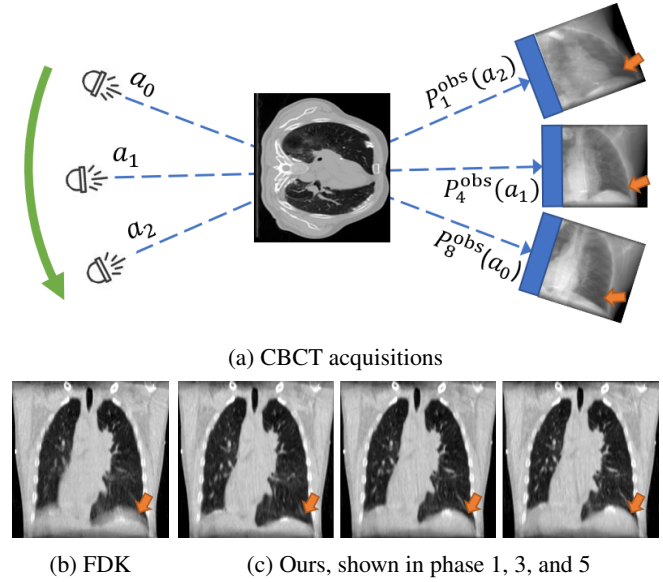 a₀
P₁ᵒᵇˢ(a₂)
a₁
P₄ᵒᵇˢ(a₁)
a₂
P₈ᵒᵇˢ(a₀)
(a) CBCT acquisitions
(b) FDK
(c) Ours, shown in phase 1, 3, and 5